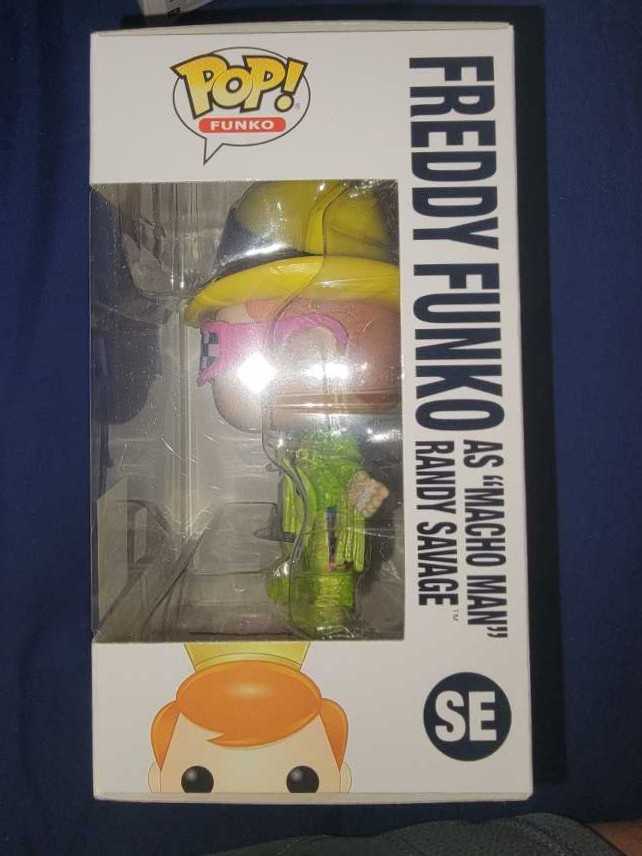 POP!
FUNKO
FREDDY FUNKO
AS “MACHO MAN”
RANDY SAVAGE™
SE